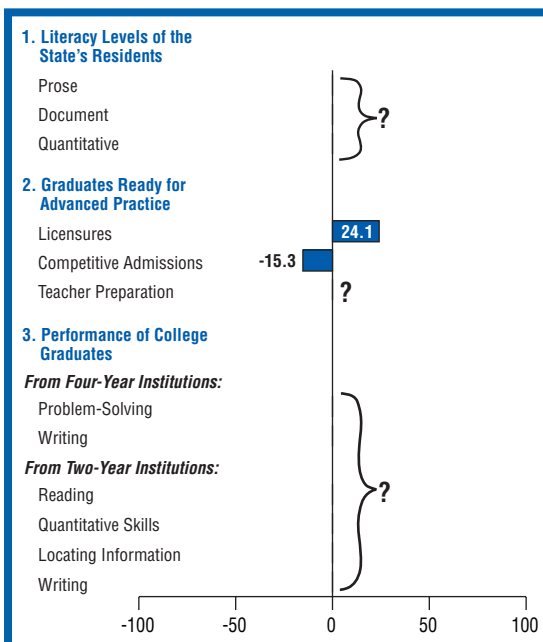 1. Literacy Levels of the
State’s Residents
Prose
Document
?
Quantitative
2. Graduates Ready for
Advanced Practice
Licensures 24.1
Competitive Admissions -15.3
Teacher Preparation ?
3. Performance of College
Graduates
From Four-Year Institutions:
Problem-Solving
Writing
From Two-Year Institutions:
Reading ?
Quantitative Skills
Locating Information
Writing
-100 -50 0 50 100